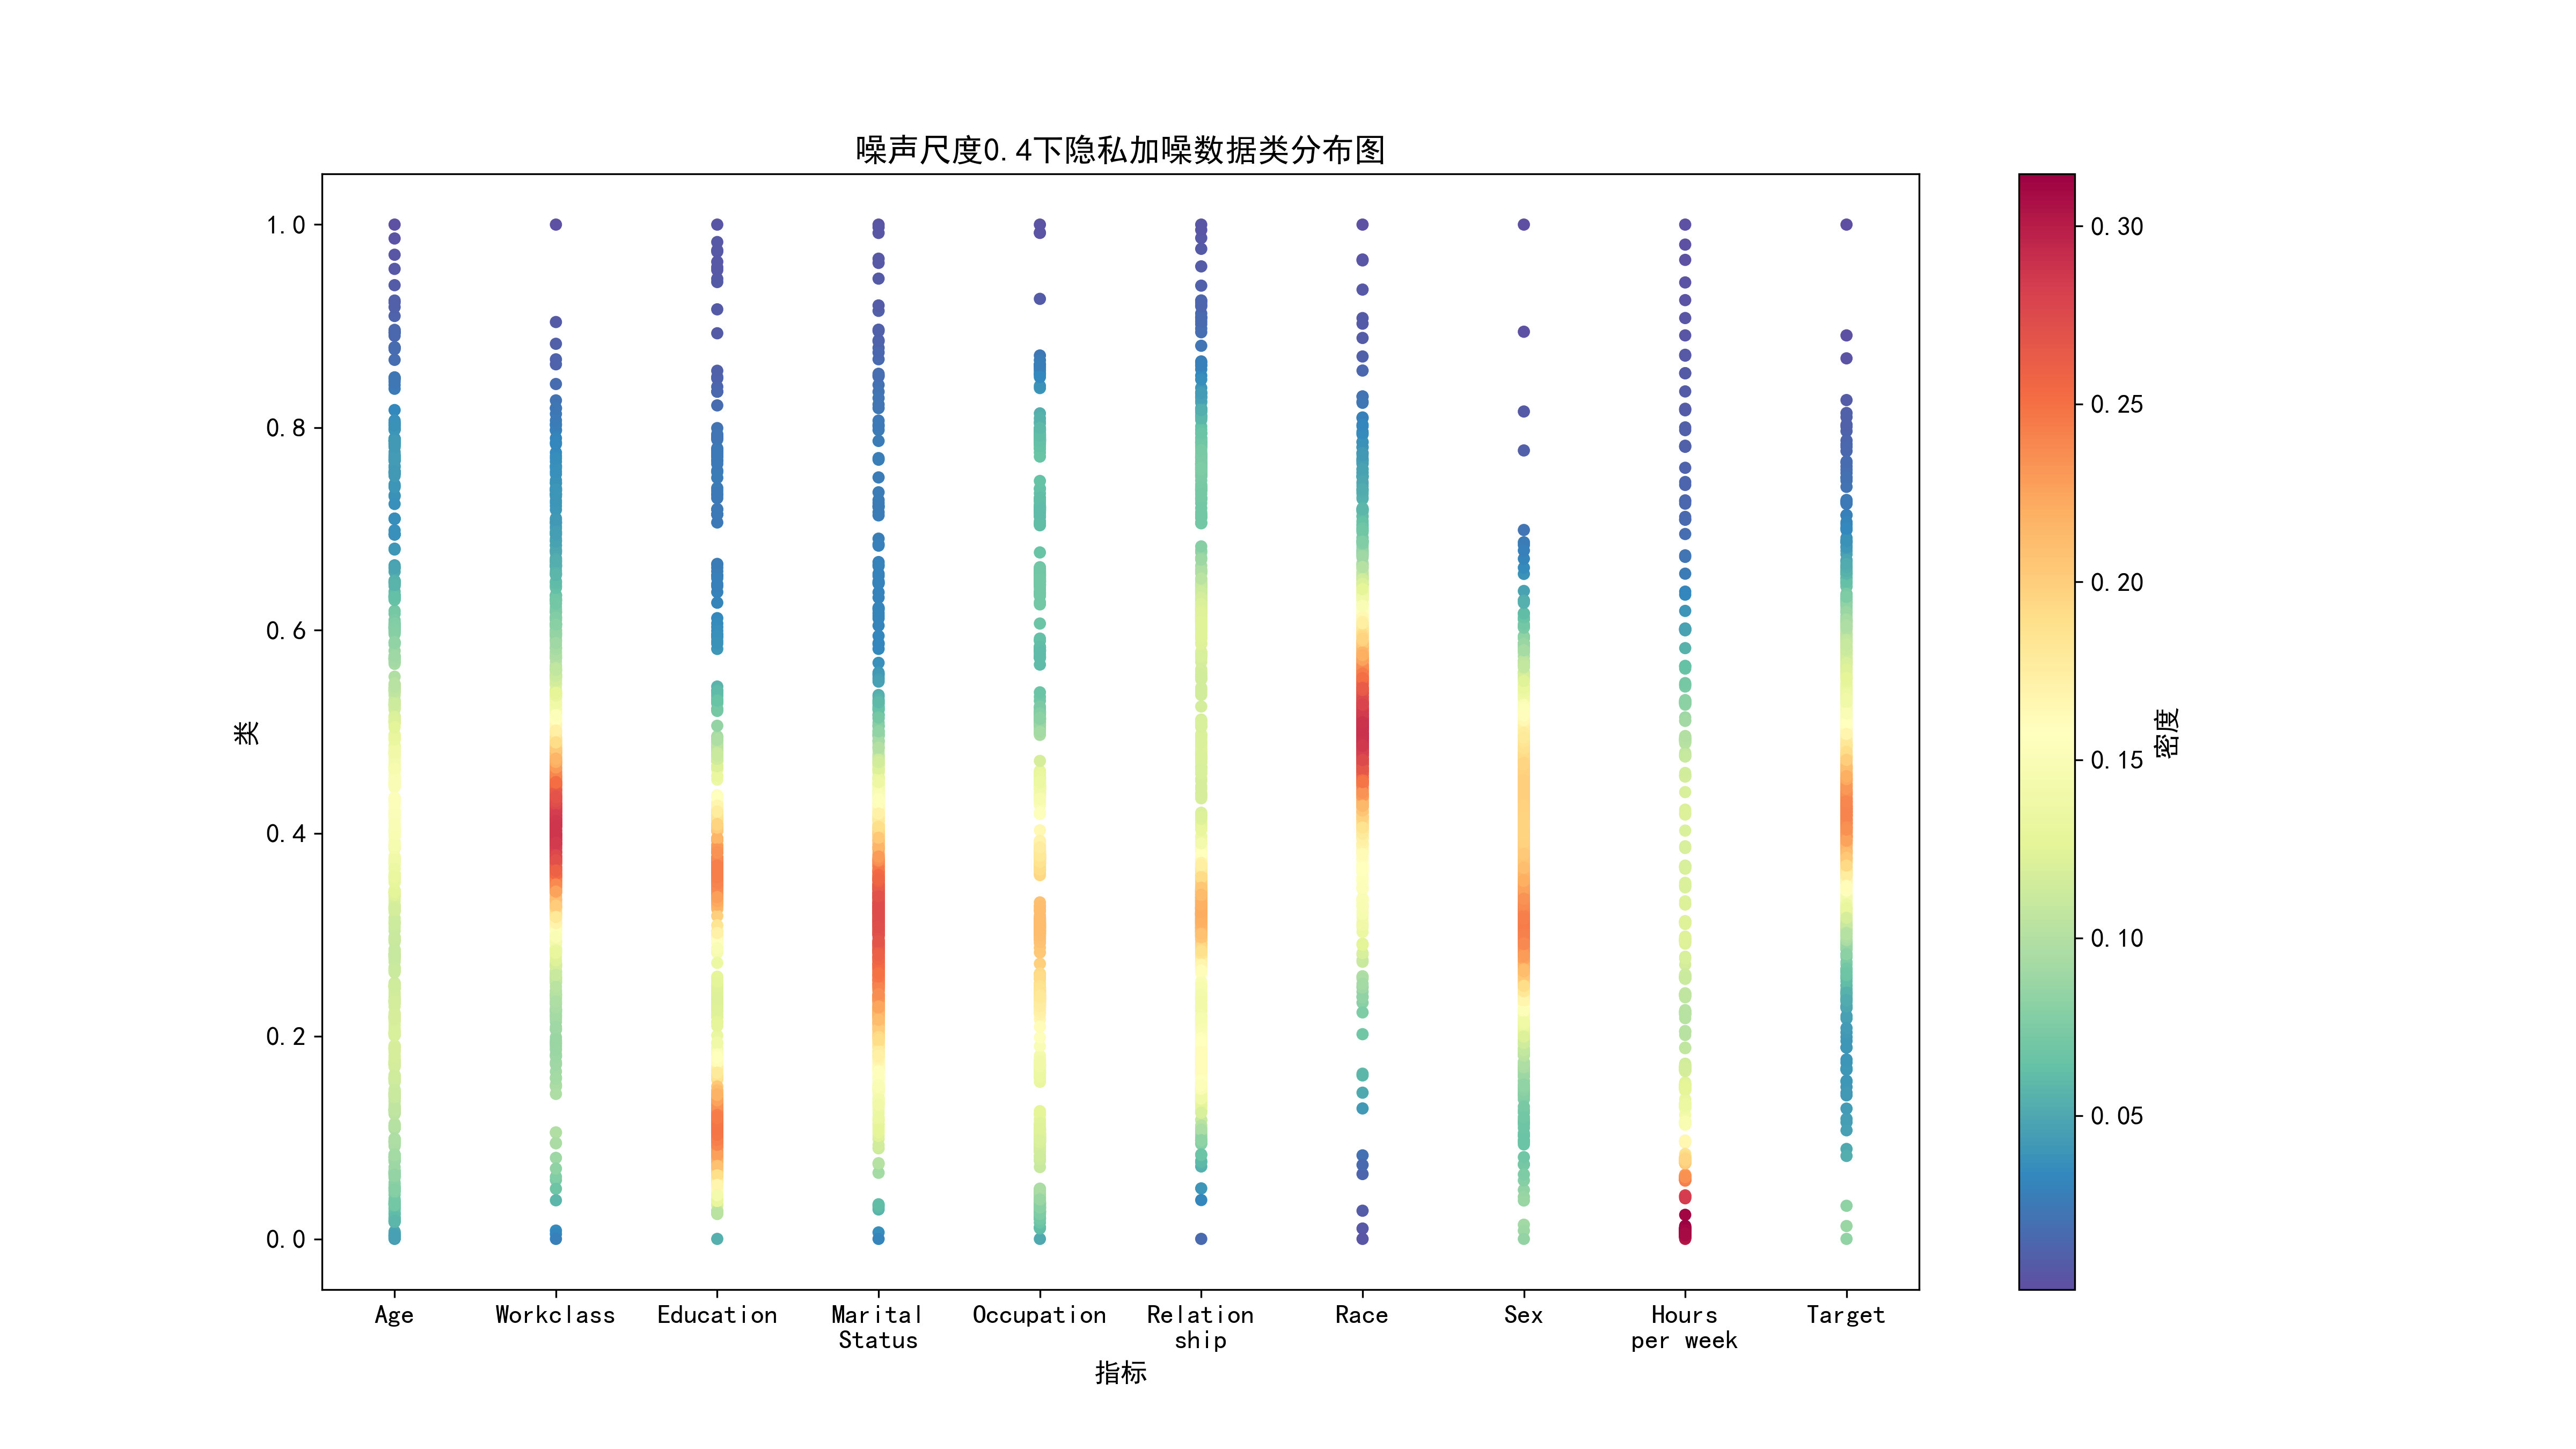 噪声尺度0.4下隐私加噪数据类分布图
1.0
0.8
0.6
0.4
0.2
0.0
类
Age
Workclass
Education
Marital
Status
Occupation
Relation
ship
Race
Sex
Hours
per week
Target
指标
0.30
0.25
0.20
0.15
0.10
0.05
密度